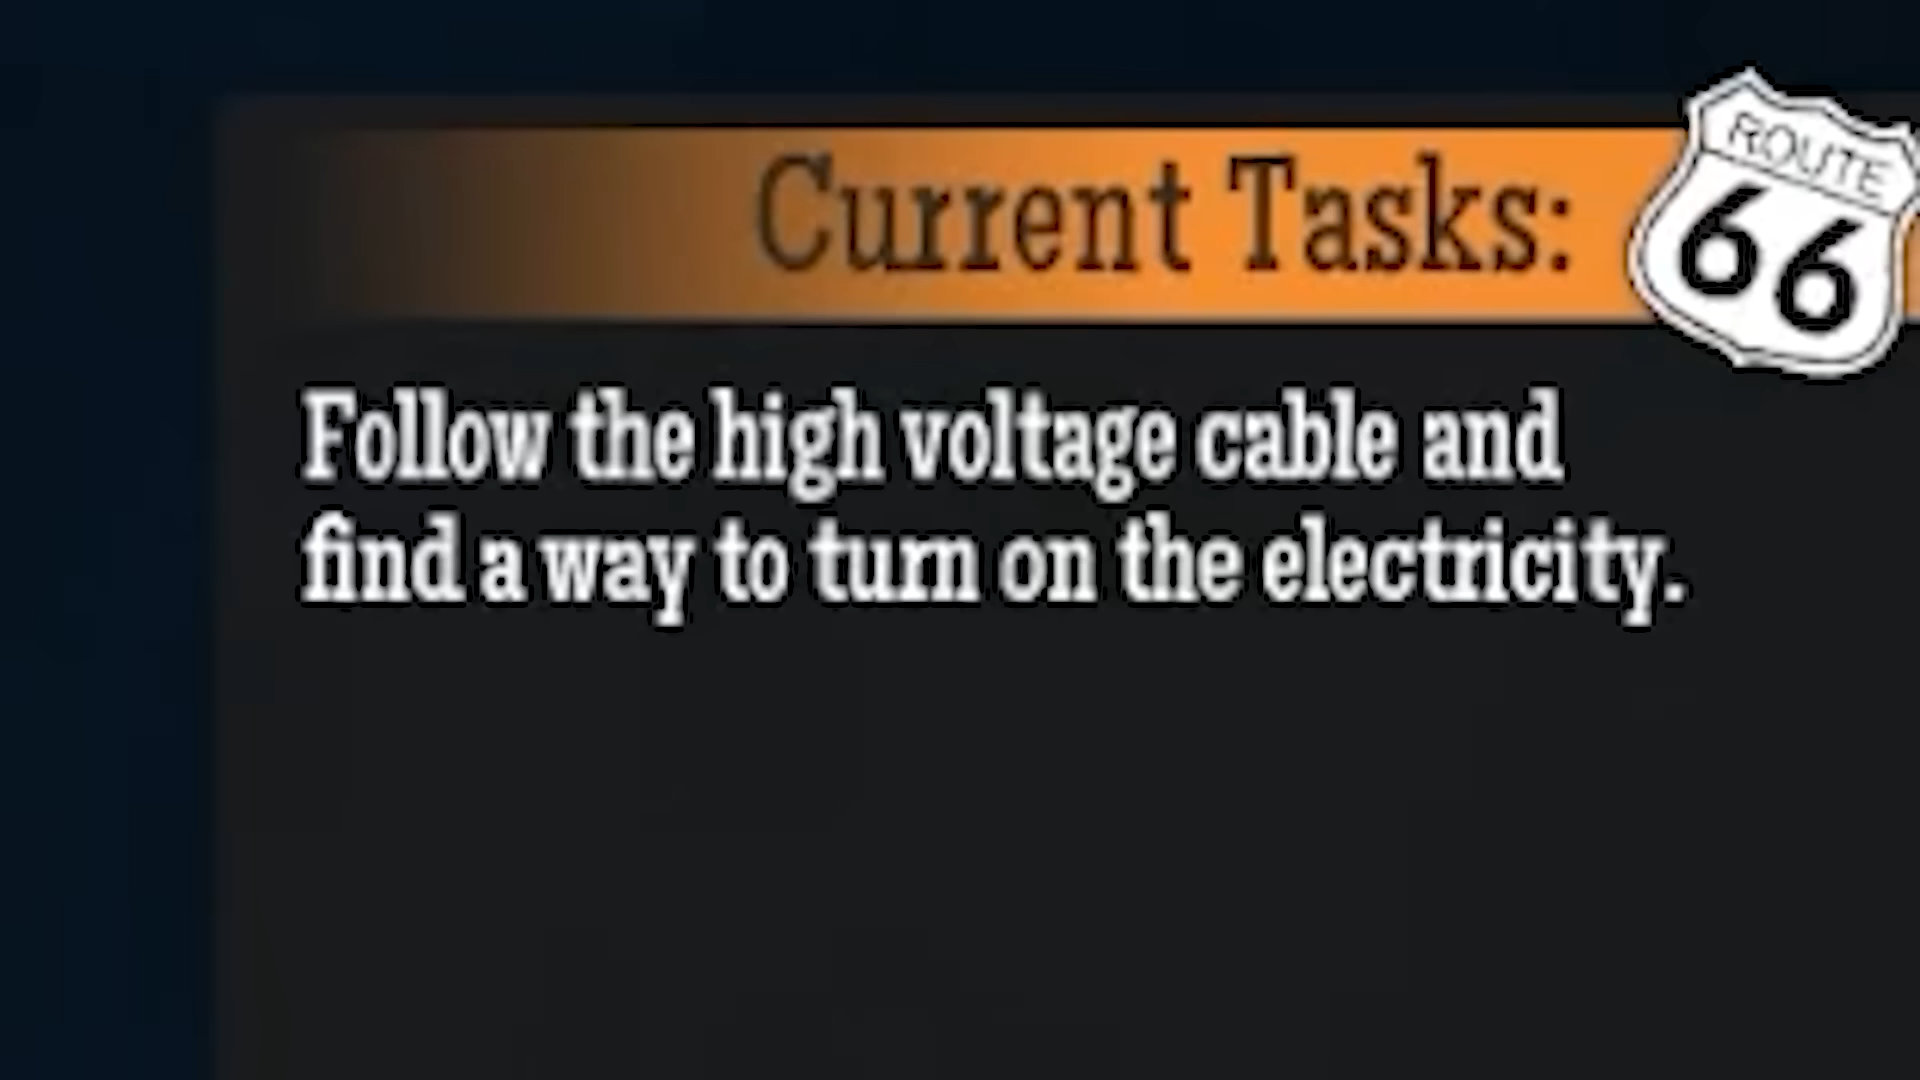 Current Tasks:
ROUTE
66
Follow the high voltage cable and
find a way to turn on the electricity.